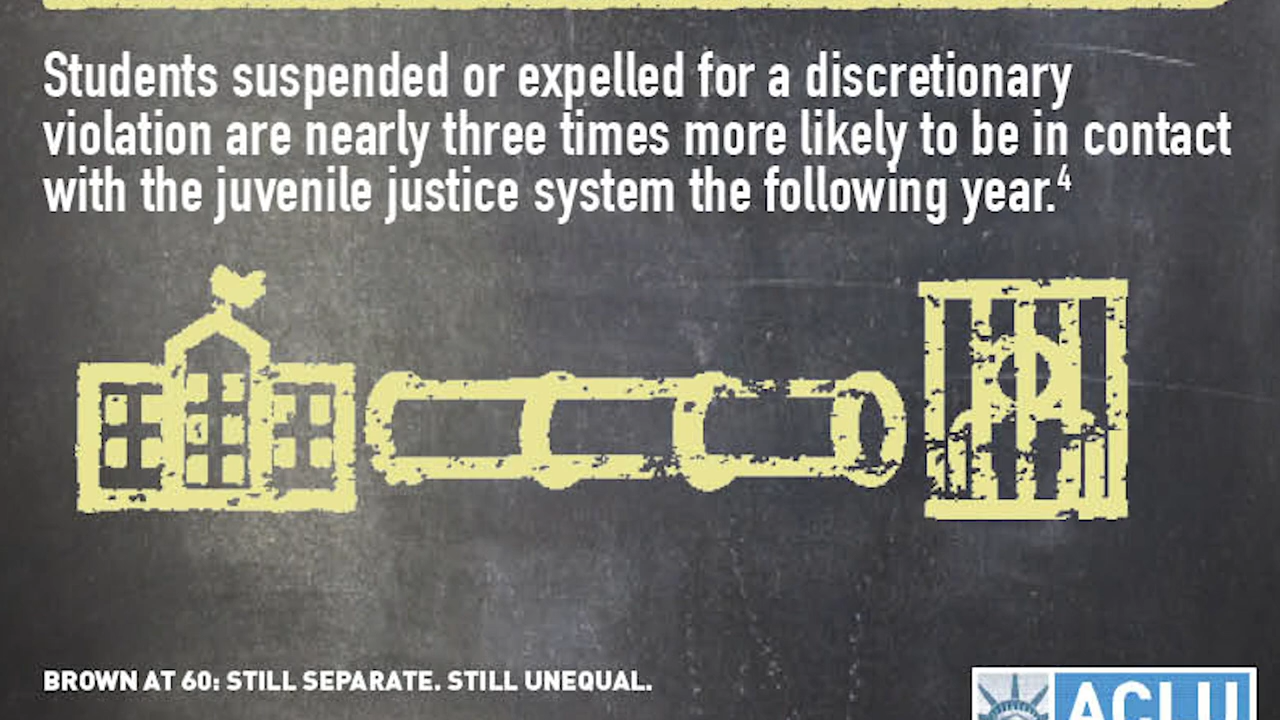 Students suspended or expelled for a discretionary
violation are nearly three times more likely to be in contact
with the juvenile justice system the following year.⁴
BROWN AT 60: STILL SEPARATE. STILL UNEQUAL.
ACLU